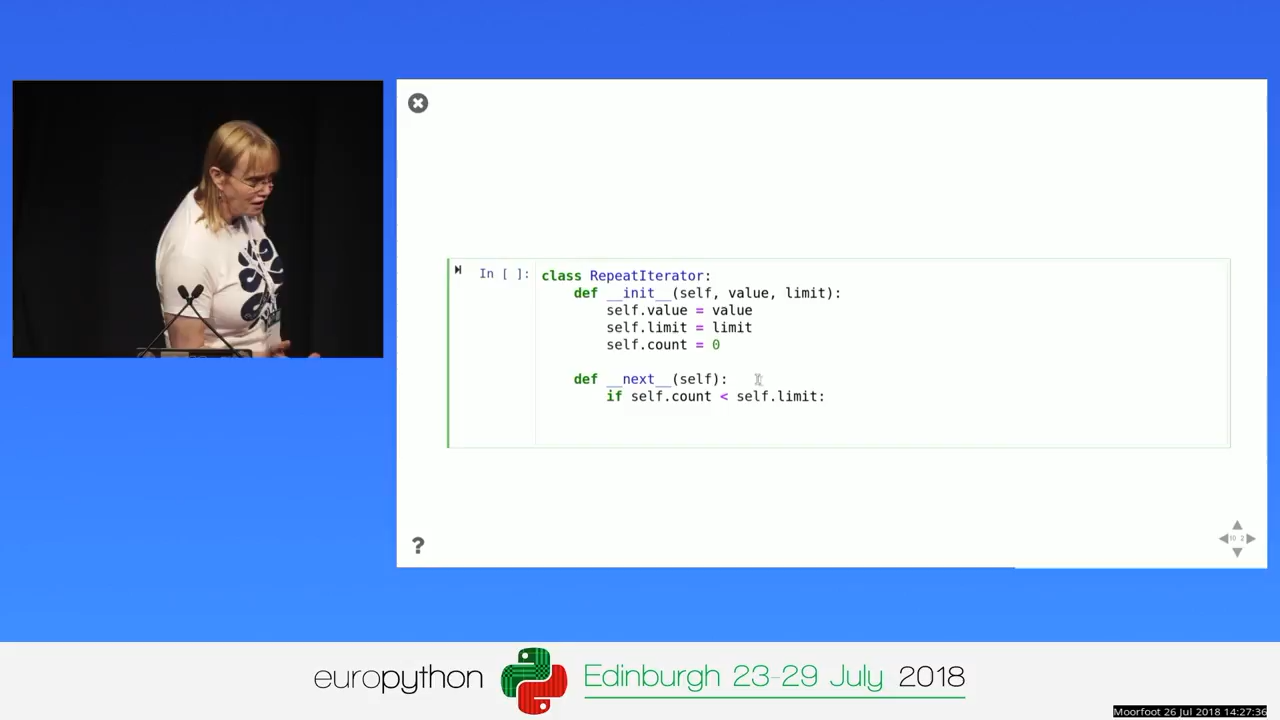 In [ ]:
class RepeatIterator:
    def __init__(self, value, limit):
        self.value = value
        self.limit = limit
        self.count = 0
    def __next__(self):
        if self.count < self.limit:
?
10 2
europython Edinburgh 23-29 July 2018
Moorfoot 26 Jul 2018 14:27:36